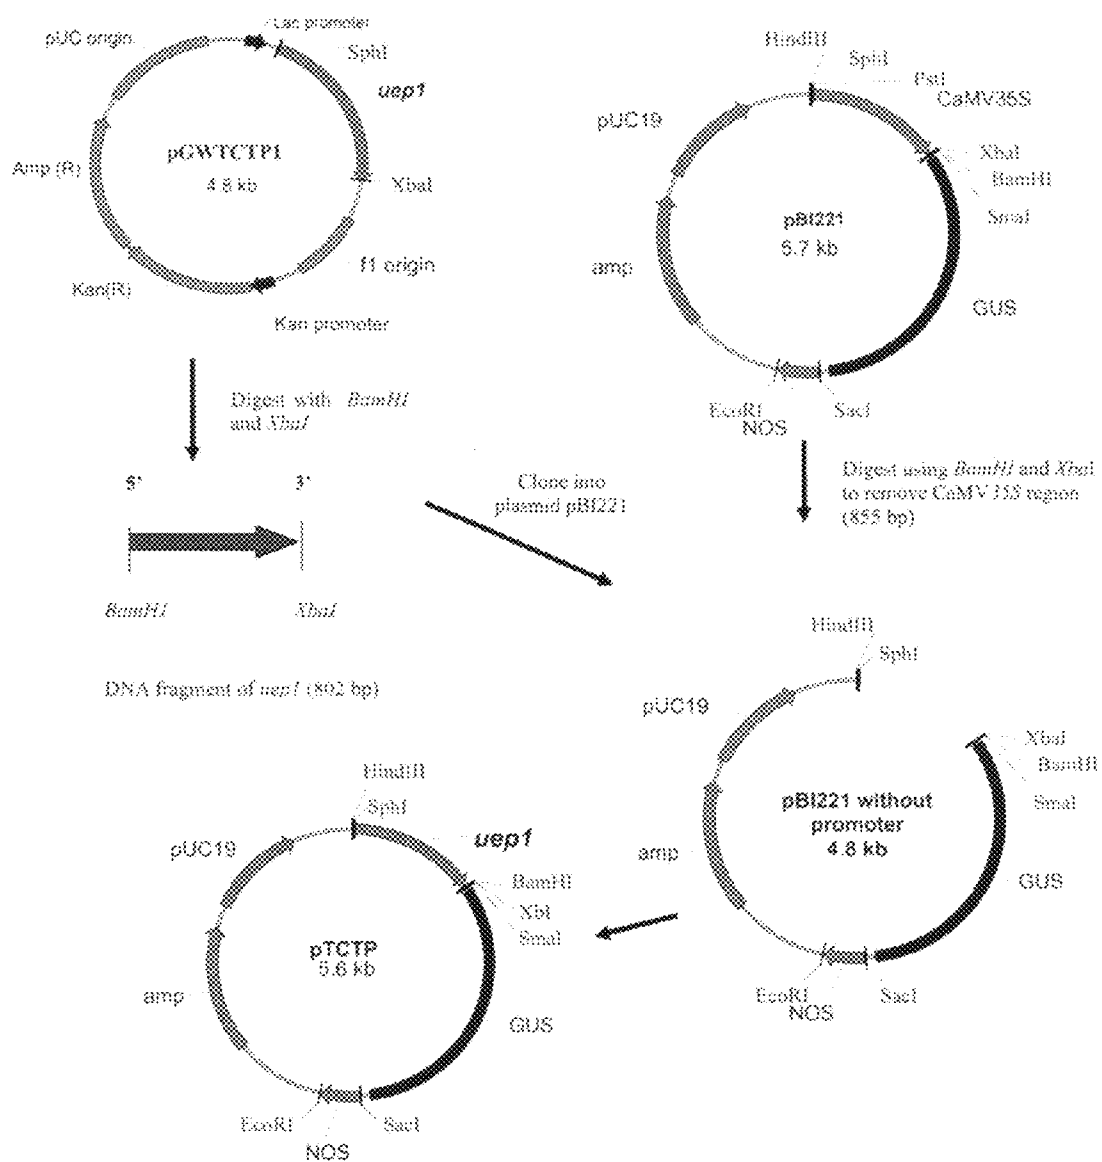 Lac promoter
pUC origin
SphI
uep1
pGWTCTP1
4.8 kb
Amp (R)
XbaI
f1 origin
Kan(R)
Kan promoter
HindIII
SphI
PstI
CaMV35S
pUC19
XbaI
BamHI
SmaI
pBI221
5.7 kb
amp
GUS
EcoRI
SacI
NOS
Digest with BamHI
and XbaI
5'
3'
BamHI
XbaI
DNA fragment of uep1 (802 bp)
Clone into
plasmid pBI221
Digest using BamHI and XbaI
to remove CaMV35S region
(855 bp)
HindIII
SphI
pUC19
XbaI
BamHI
SmaI
pBI221 without
promoter
4.8 kb
amp
GUS
EcoRI
SacI
NOS
HindIII
SphI
uep1
pUC19
BamHI
XbI
SmaI
pTCTP
5.6 kb
amp
GUS
EcoRI
SacI
NOS